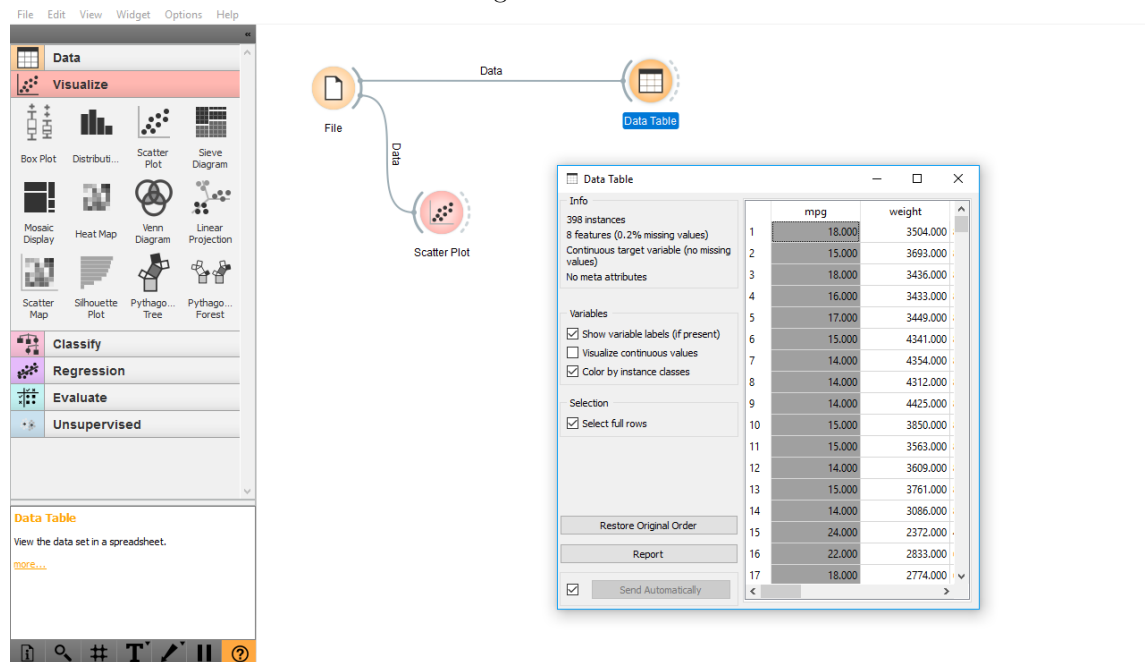 File Edit View Widget Options Help
Data
Visualize
Box Plot
Distributi...
Scatter
Plot
Sieve
Diagram
Mosaic
Display
Heat Map
Venn
Diagram
Linear
Projection
Scatter
Map
Silhouette
Plot
Pythago...
Tree
Pythago...
Forest
Classify
Regression
Evaluate
Unsupervised
Data Table
View the data set in a spreadsheet.
more...
File
Data
Data Table
Data
Scatter Plot
Data Table
Info
398 instances
8 features (0.2% missing values)
Continuous target variable (no missing
values)
No meta attributes
Variables
Show variable labels (if present)
Visualize continuous values
Color by instance classes
Selection
Select full rows
Restore Original Order
Report
Send Automatically
mpg weight
1 18.000 3504.000
2 15.000 3693.000
3 18.000 3436.000
4 16.000 3433.000
5 17.000 3449.000
6 15.000 4341.000
7 14.000 4354.000
8 14.000 4312.000
9 14.000 4425.000
10 15.000 3850.000
11 15.000 3563.000
12 14.000 3609.000
13 15.000 3761.000
14 14.000 3086.000
15 24.000 2372.000
16 22.000 2833.000
17 18.000 2774.000